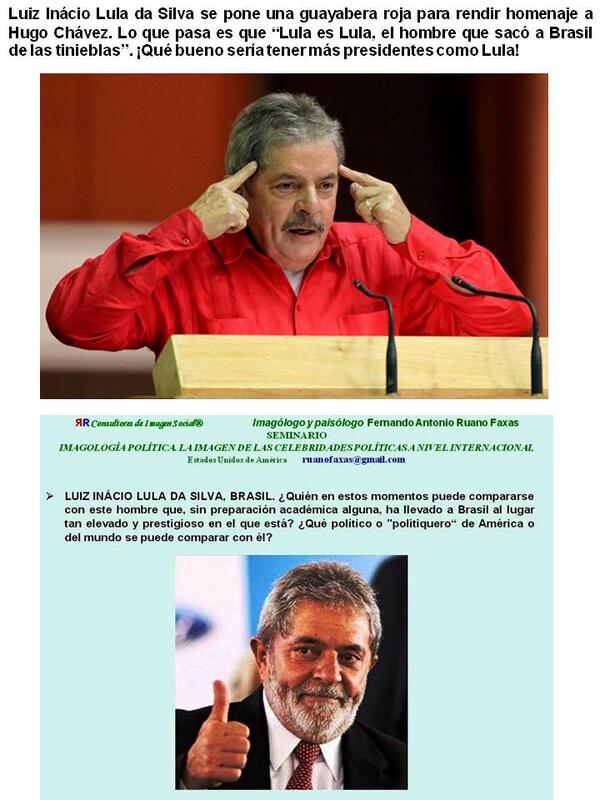 Luiz Inácio Lula da Silva se pone una guayabera roja para rendir homenaje a
Hugo Chávez. Lo que pasa es que “Lula es Lula, el hombre que sacó a Brasil
de las tinieblas”. ¡Qué bueno sería tener más presidentes como Lula!
ЯR Consultores de Imagen Social® Imagólogo y paisólogo Fernando Antonio Ruano Faxas
SEMINARIO
IMAGOLOGÍA POLÍTICA. LA IMAGEN DE LAS CELEBRIDADES POLÍTICAS A NIVEL INTERNACIONAL
Estados Unidos de América ruanofaxas@gmail.com
➢ LUIZ INÁCIO LULA DA SILVA, BRASIL. ¿Quién en estos momentos puede compararse
con este hombre que, sin preparación académica alguna, ha llevado a Brasil al lugar
tan elevado y prestigioso en el que está? ¿Qué político o "politiquero“ de América o
del mundo se puede comparar con él?